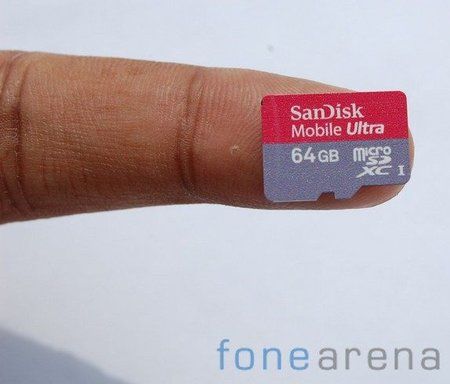 SanDisk
Mobile Ultra
64GB micro SD XC I
fonearena